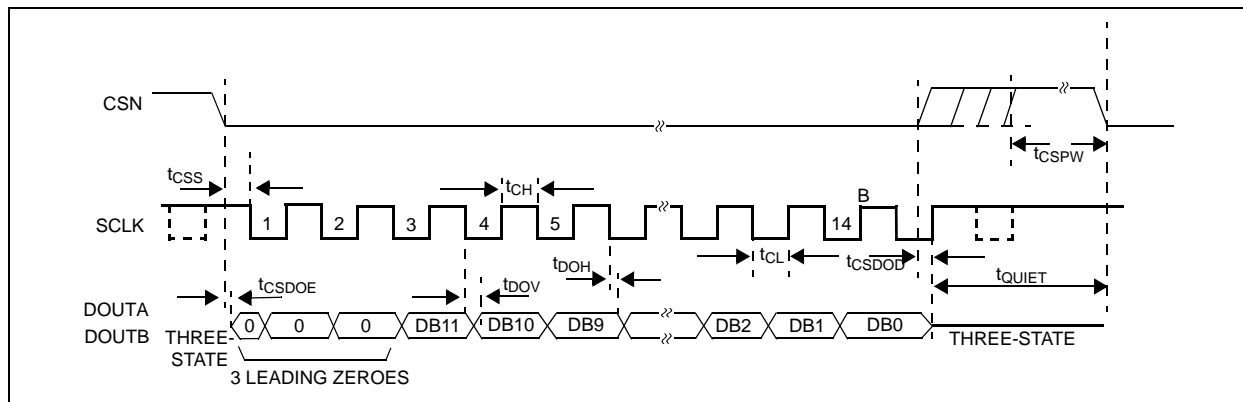 CSN
tCSPW
tCSS
tCH
B
SCLK
1 2 3 4 5 14
tCL
tCSDOD
tDOH
tQUIET
tCSDOE
tDOV
DOUTA
DOUTB
THREE-
STATE
0 0 0 DB11 DB10 DB9 DB2 DB1 DB0
THREE-STATE
3 LEADING ZEROES